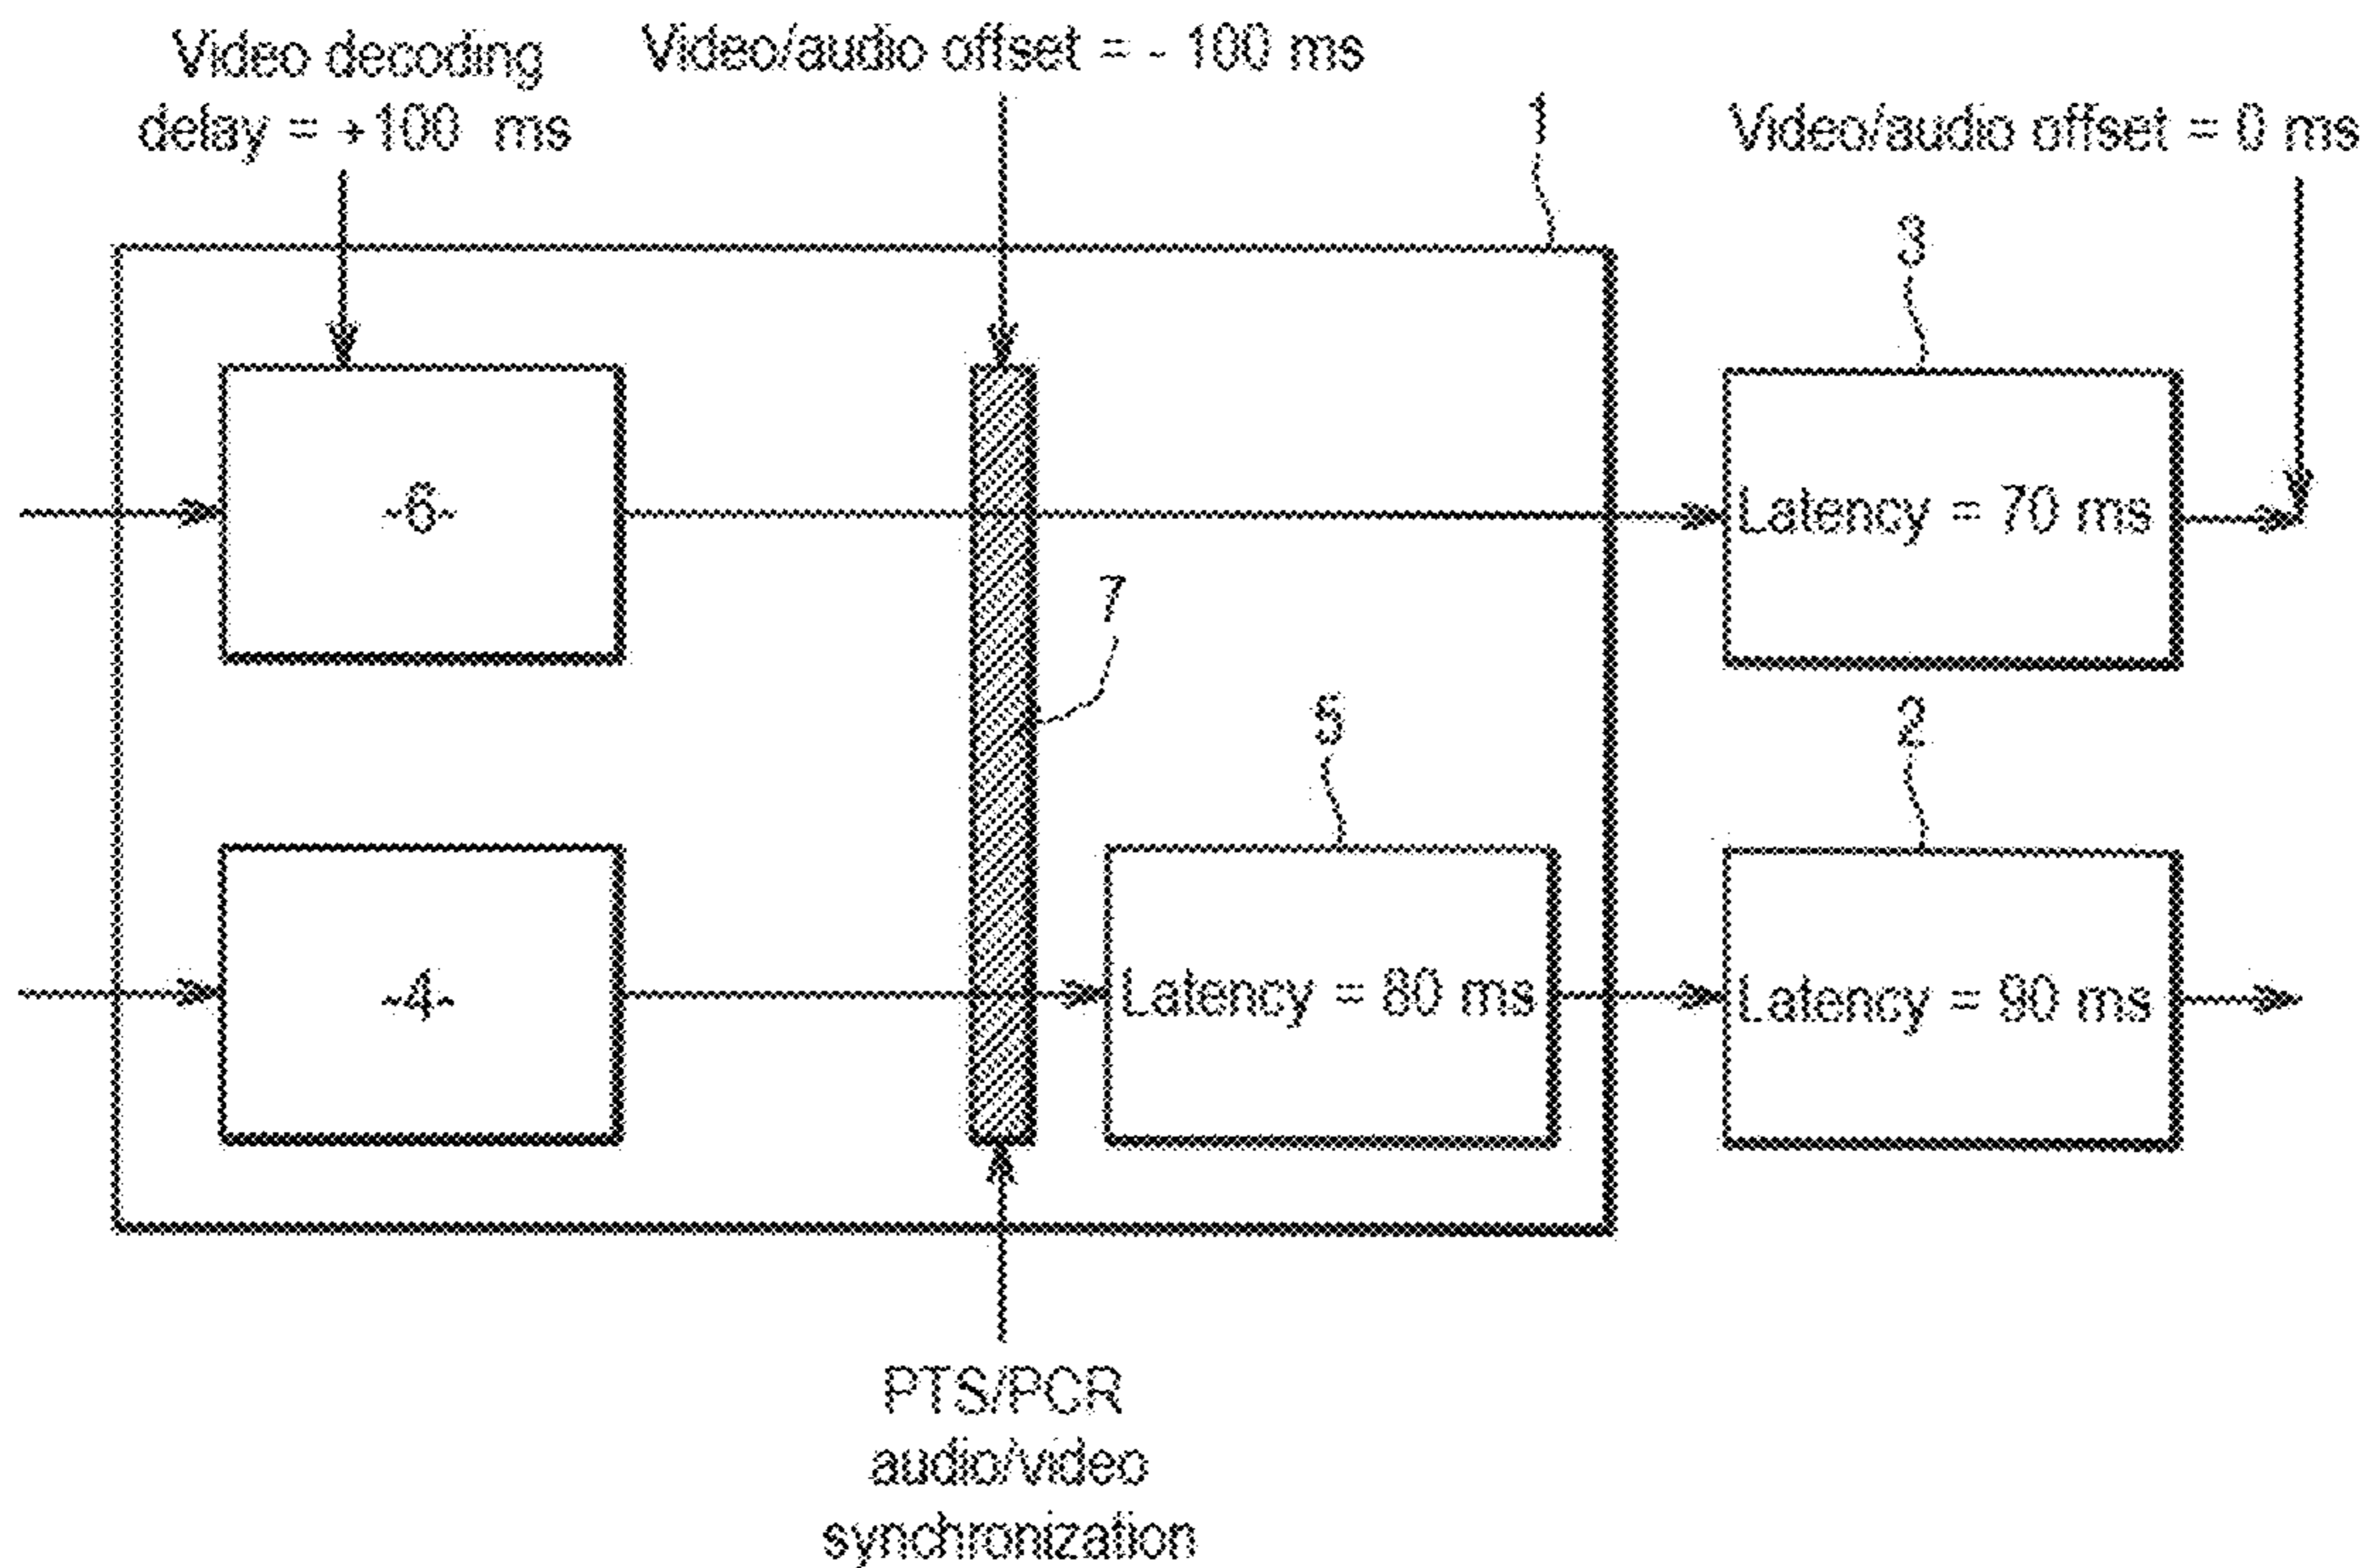 Video decoding
delay = +100 ms
Video/audio offset = - 100 ms
1
Video/audio offset = 0 ms
3
-6-
Latency = 70 ms
7
5
2
-4-
Latency = 80 ms
Latency = 90 ms
PTS/PCR
audio/video
synchronization